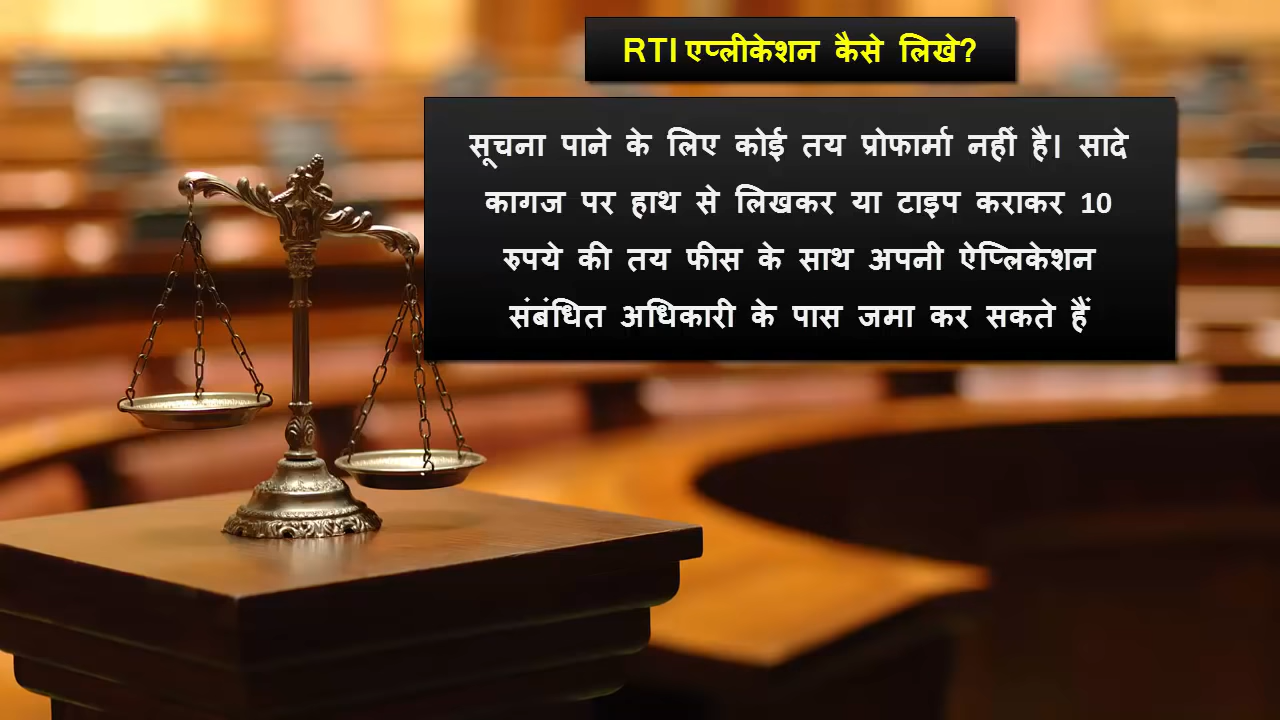 RTI एप्लीकेशन कैसे लिखे?
सूचना पाने के लिए कोई तय प्रोफार्मा नहीं है। सादे
कागज पर हाथ से लिखकर या टाइप कराकर 10
रुपये की तय फीस के साथ अपनी ऐप्लिकेशन
संबंधित अधिकारी के पास जमा कर सकते हैं